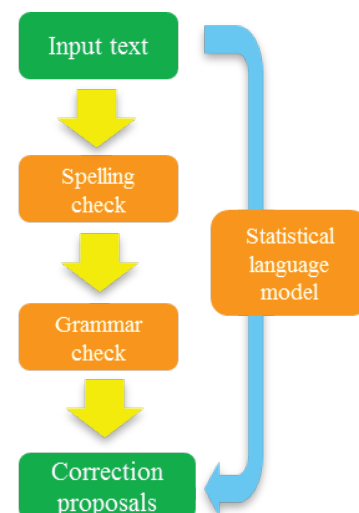 Input text
Spelling
check
Statistical
language
model
Grammar
check
Correction
proposals